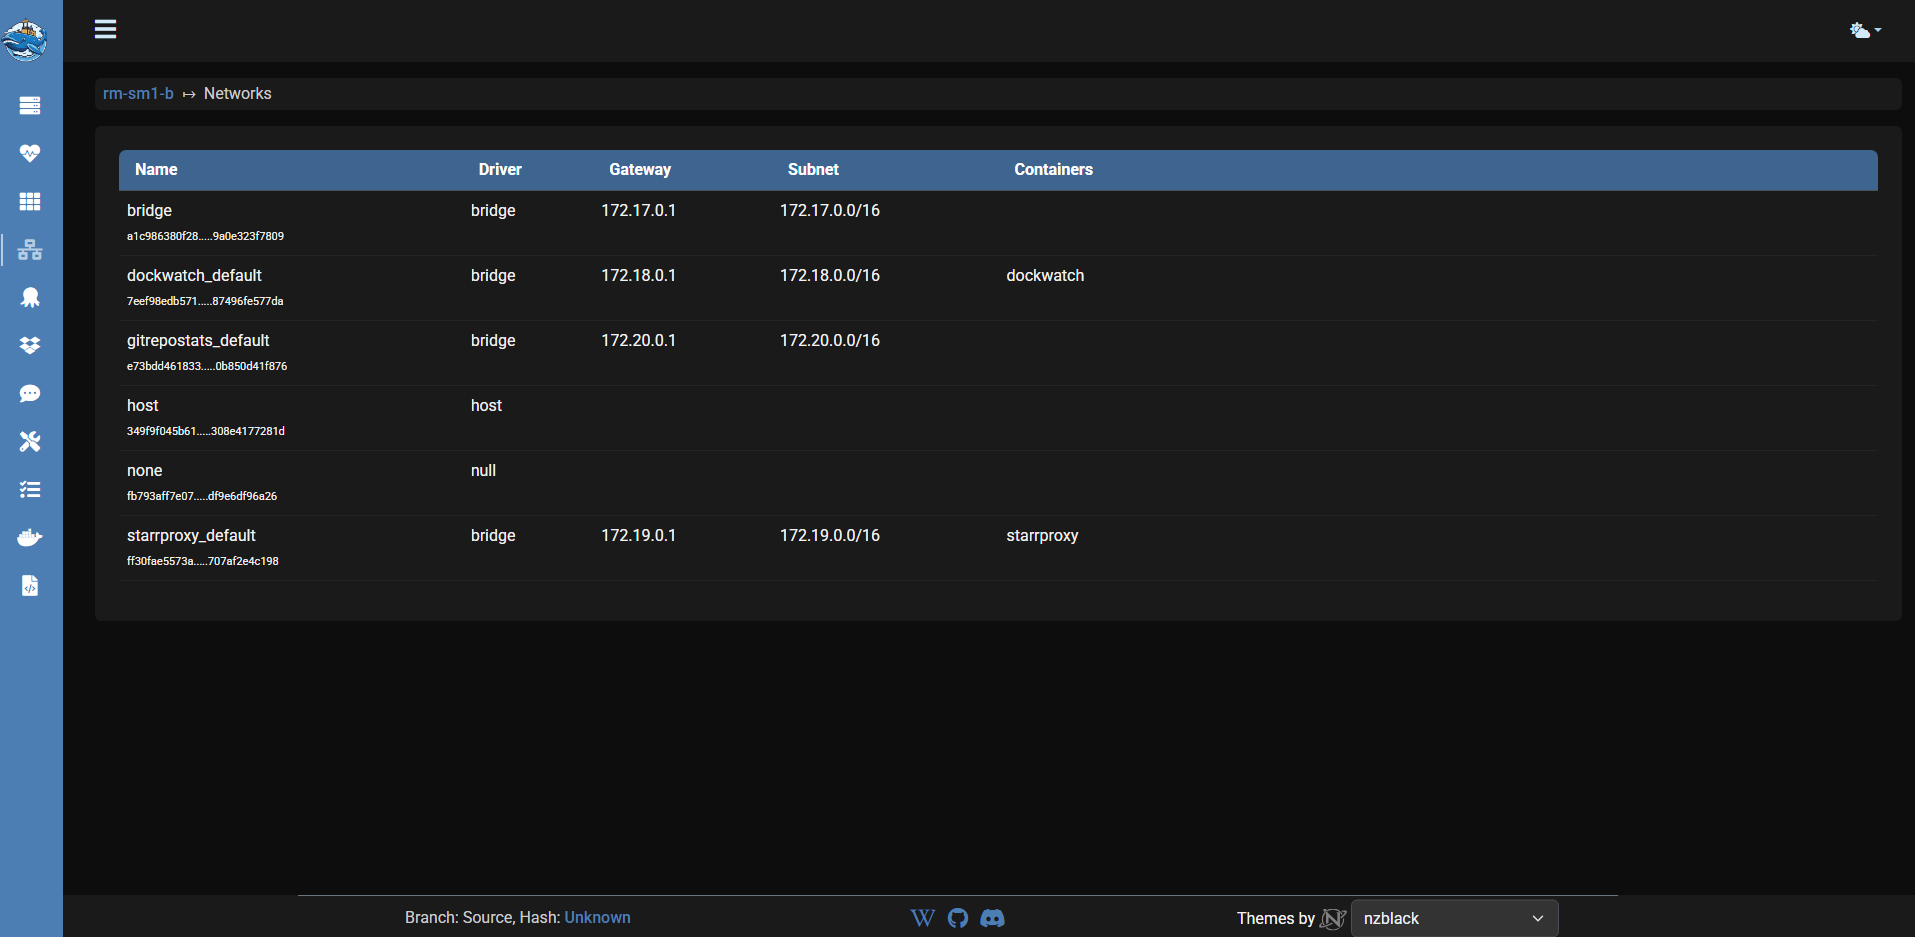 rm-sm1-b ↦ Networks
Name Driver Gateway Subnet Containers
bridge bridge 172.17.0.1 172.17.0.0/16
a1c986380f28.....9a0e323f7809
dockwatch_default bridge 172.18.0.1 172.18.0.0/16 dockwatch
7eef98edb571.....87496fe577da
gitrepostats_default bridge 172.20.0.1 172.20.0.0/16
e73bdd461833.....0b850d41f876
host host
349f9f045b61.....308e4177281d
none null
fb793aff7e07.....df9e6df96a26
starrproxy_default bridge 172.19.0.1 172.19.0.0/16 starrproxy
ff30fae5573a.....707af2e4c198
Branch: Source, Hash: Unknown W Themes by N nzblack